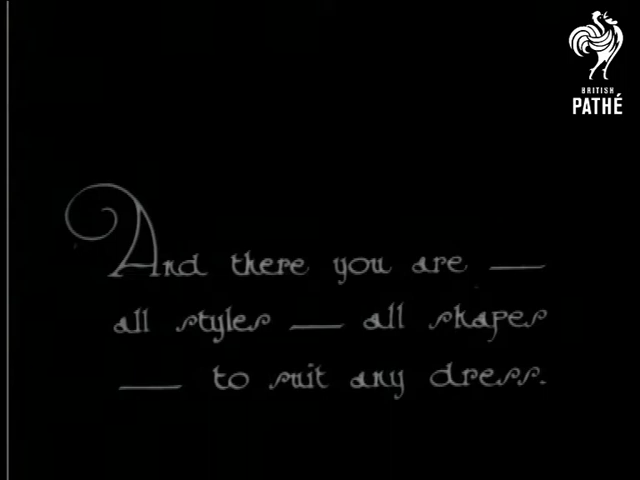 BRITISH
PATHÉ
And there you are —
all styles — all shapes
— to suit any dress.